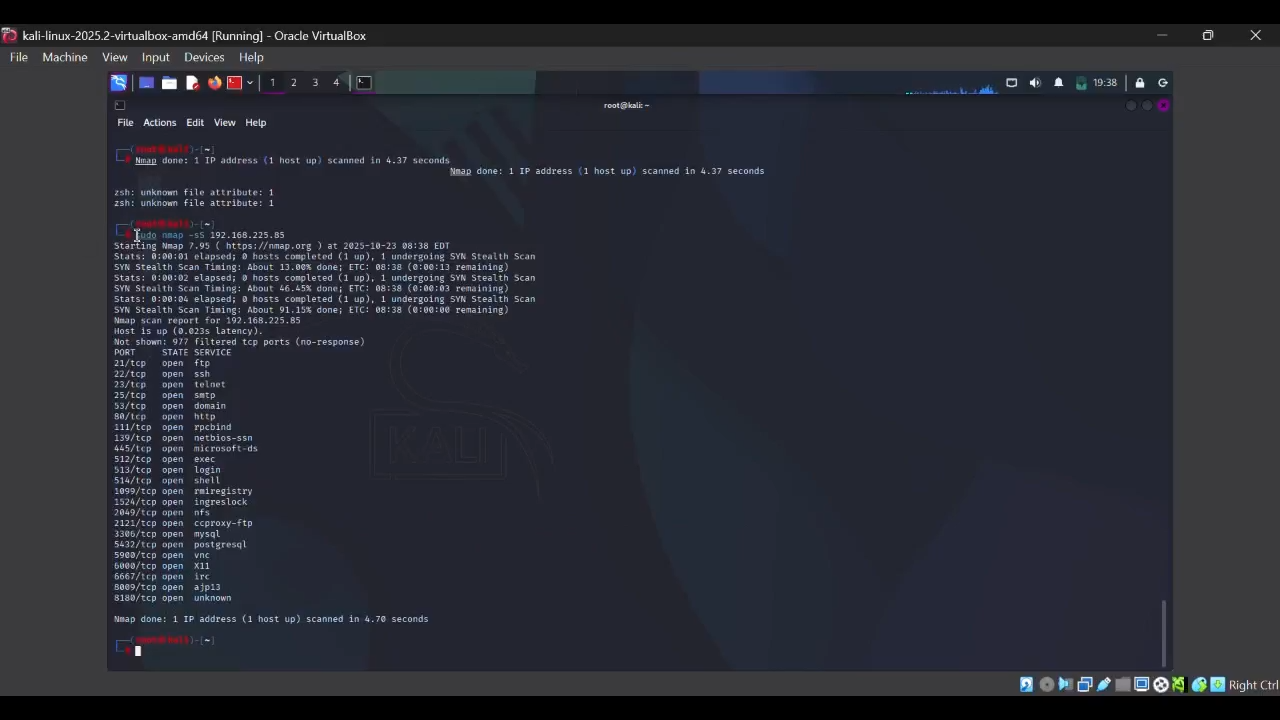 kali-linux-2025.2-virtualbox-amd64 [Running] - Oracle VirtualBox
File Machine View Input Devices Help
1 2 3 4 19:38
root@kali: ~
File Actions Edit View Help
(root@kali)-[~]
# Nmap done: 1 IP address (1 host up) scanned in 4.37 seconds
Nmap done: 1 IP address (1 host up) scanned in 4.37 seconds
zsh: unknown file attribute: 1
zsh: unknown file attribute: 1
(root@kali)-[~]
# sudo nmap -sS 192.168.225.85
Starting Nmap 7.95 ( https://nmap.org ) at 2025-10-23 08:38 EDT
Stats: 0:00:01 elapsed; 0 hosts completed (1 up), 1 undergoing SYN Stealth Scan
SYN Stealth Scan Timing: About 13.00% done; ETC: 08:38 (0:00:13 remaining)
Stats: 0:00:02 elapsed; 0 hosts completed (1 up), 1 undergoing SYN Stealth Scan
SYN Stealth Scan Timing: About 46.45% done; ETC: 08:38 (0:00:03 remaining)
Stats: 0:00:04 elapsed; 0 hosts completed (1 up), 1 undergoing SYN Stealth Scan
SYN Stealth Scan Timing: About 91.15% done; ETC: 08:38 (0:00:00 remaining)
Nmap scan report for 192.168.225.85
Host is up (0.023s latency).
Not shown: 977 filtered tcp ports (no-response)
PORT STATE SERVICE
21/tcp open ftp
22/tcp open ssh
23/tcp open telnet
25/tcp open smtp
53/tcp open domain
80/tcp open http
111/tcp open rpcbind
139/tcp open netbios-ssn
445/tcp open microsoft-ds
512/tcp open exec
513/tcp open login
514/tcp open shell
1099/tcp open rmiregistry
1524/tcp open ingreslock
2049/tcp open nfs
2121/tcp open ccproxy-ftp
3306/tcp open mysql
5432/tcp open postgresql
5900/tcp open vnc
6000/tcp open X11
6667/tcp open irc
8009/tcp open ajp13
8180/tcp open unknown
Nmap done: 1 IP address (1 host up) scanned in 4.70 seconds
(root@kali)-[~]
#
KALI
Right Ctrl